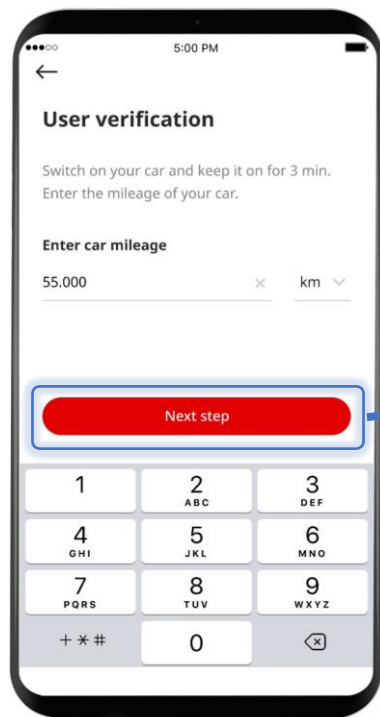 5:00 PM
User verification
Switch on your car and keep it on for 3 min.
Enter the mileage of your car.
Enter car mileage
55.000 km
Next step
1 2 3
ABC DEF
4 5 6
GHI JKL MNO
7 8 9
PQRS TUV WXYZ
+*# 0